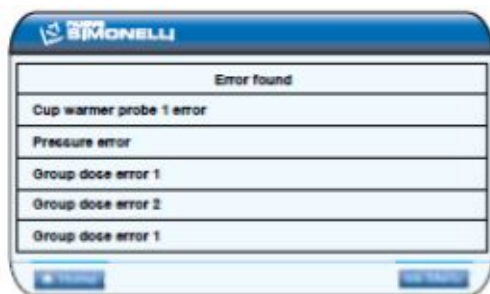 nuova
SIMONELLI
Error found
Cup warmer probe 1 error
Pressure error
Group dose error 1
Group dose error 2
Group dose error 1